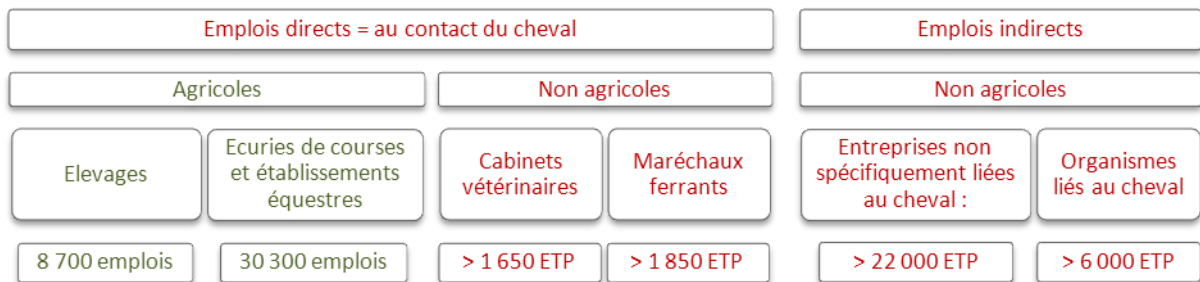 Emplois directs = au contact du cheval
Emplois indirects
Agricoles
Non agricoles
Non agricoles
Elevages
Ecuries de courses
et établissements
équestres
Cabinets
vétérinaires
Maréchaux
ferrants
Entreprises non
spécifiquement liées
au cheval :
Organismes
liés au cheval
8 700 emplois
30 300 emplois
> 1 650 ETP
> 1 850 ETP
> 22 000 ETP
> 6 000 ETP